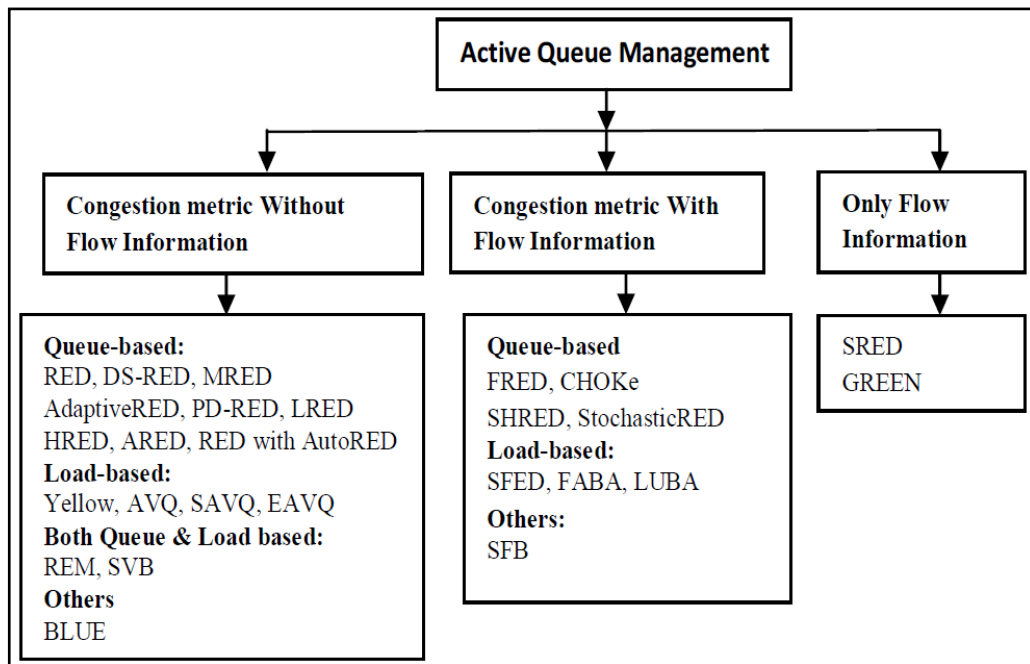 Active Queue Management
Congestion metric Without
Flow Information
Congestion metric With
Flow Information
Only Flow
Information
Queue-based:
RED, DS-RED, MRED
AdaptiveRED, PD-RED, LRED
HRED, ARED, RED with AutoRED
Load-based:
Yellow, AVQ, SAVQ, EAVQ
Both Queue & Load based:
REM, SVB
Others
BLUE
Queue-based
FRED, CHOKe
SHRED, StochasticRED
Load-based:
SFED, FABA, LUBA
Others:
SFB
SRED
GREEN